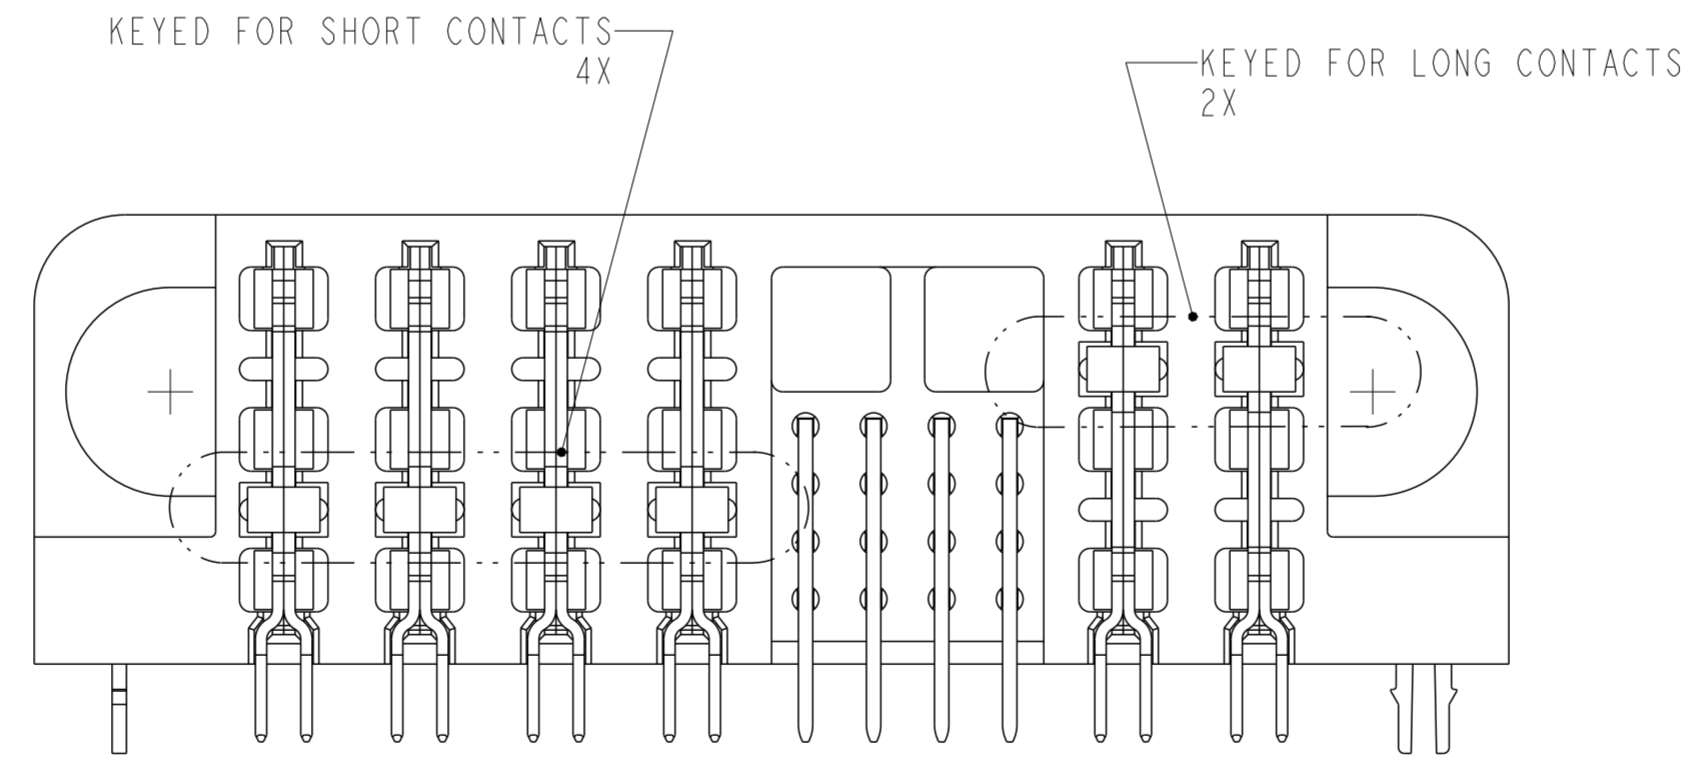 KEYED FOR SHORT CONTACTS
4X
KEYED FOR LONG CONTACTS
2X